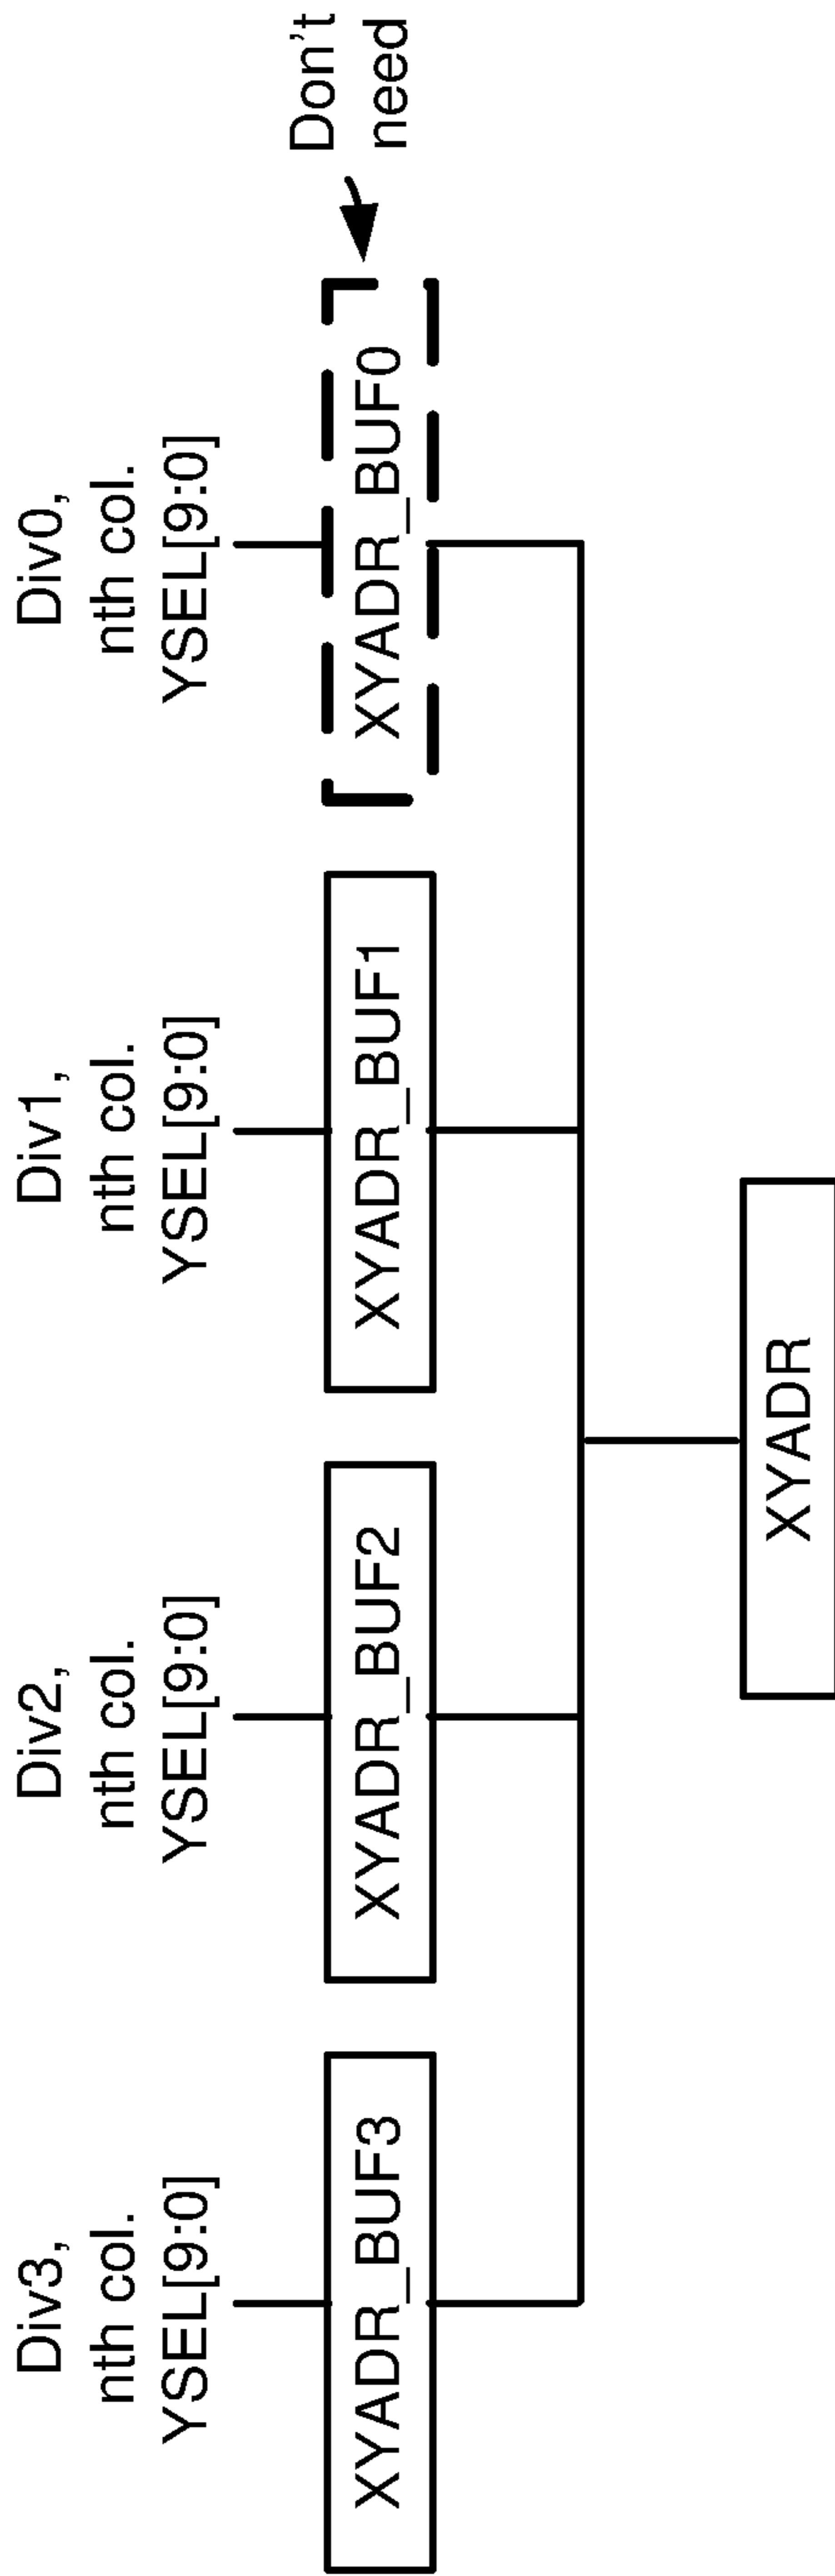 Div3,
nth col.
YSEL[9:0]
Div2,
nth col.
YSEL[9:0]
Div1,
nth col.
YSEL[9:0]
Div0,
nth col.
YSEL[9:0]
Don't
need
XYADR_BUF3
XYADR_BUF2
XYADR_BUF1
XYADR_BUF0
XYADR